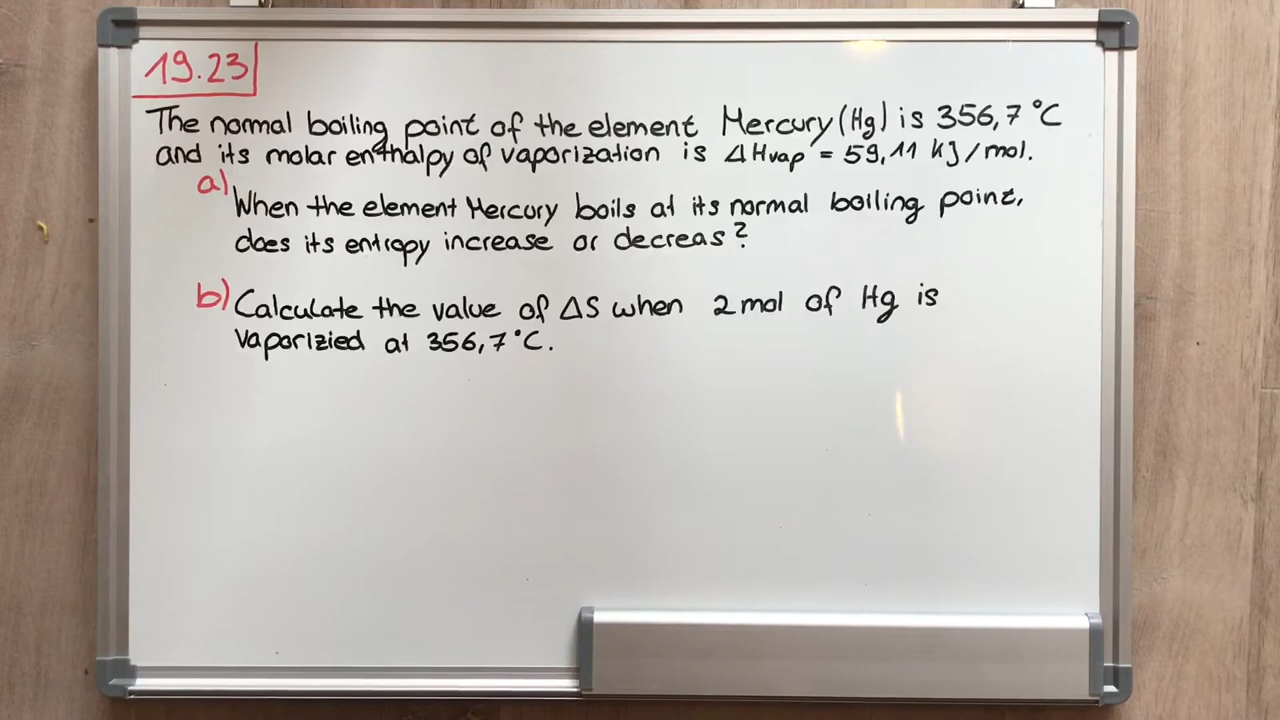 19.23
The normal boiling point of the element Mercury (Hg) is 356,7 °C
and its molar enthalpy of vaporization is ΔHvap = 59,11 kJ/mol.
a) When the element Mercury boils at its normal boiling point,
does its entropy increase or decreas?
b) Calculate the value of ΔS when 2 mol of Hg is
vaporizied at 356,7 °C.